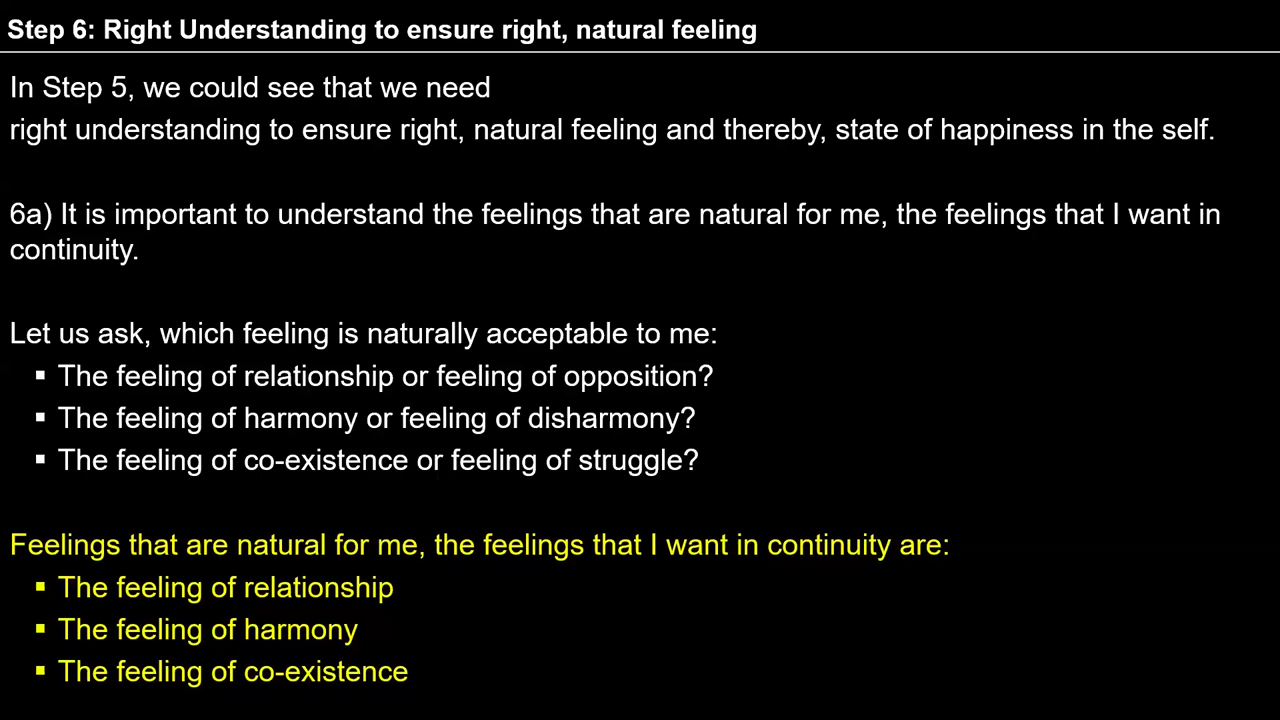 Step 6: Right Understanding to ensure right, natural feeling
In Step 5, we could see that we need
right understanding to ensure right, natural feeling and thereby, state of happiness in the self.
6a) It is important to understand the feelings that are natural for me, the feelings that I want in
continuity.
Let us ask, which feeling is naturally acceptable to me:
▪ The feeling of relationship or feeling of opposition?
▪ The feeling of harmony or feeling of disharmony?
▪ The feeling of co-existence or feeling of struggle?
Feelings that are natural for me, the feelings that I want in continuity are:
▪ The feeling of relationship
▪ The feeling of harmony
▪ The feeling of co-existence